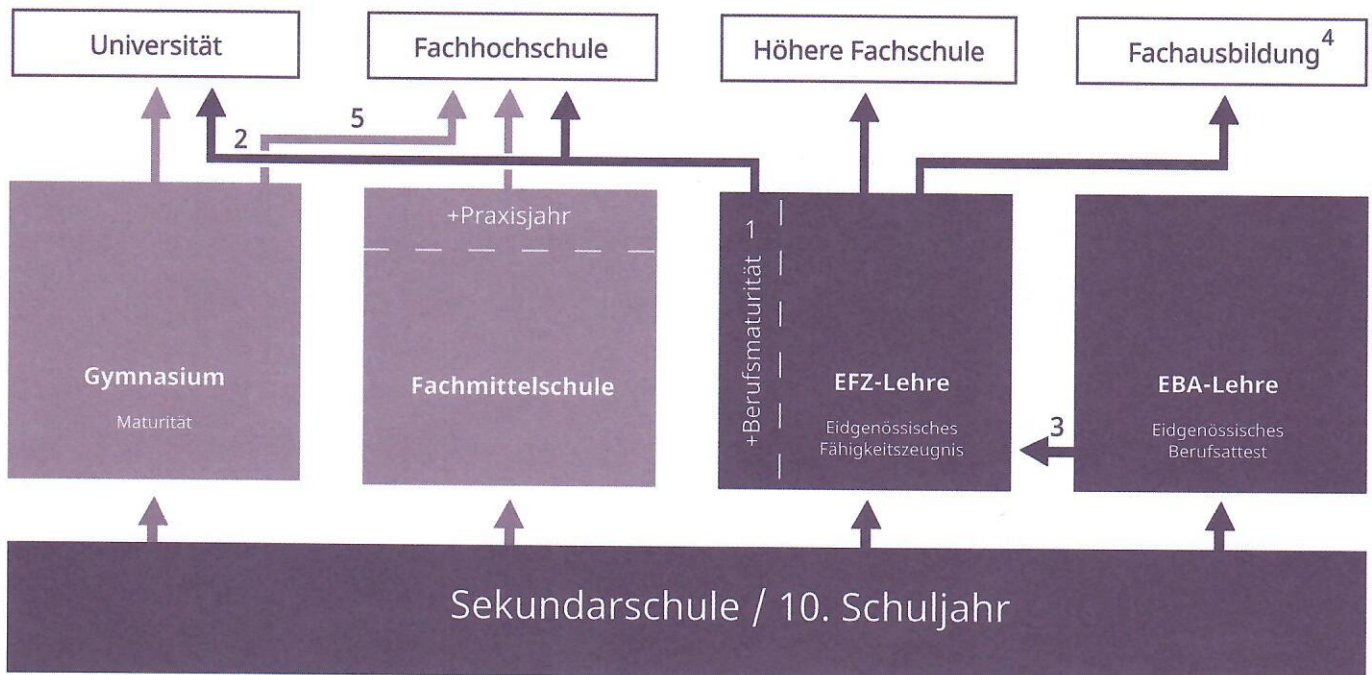 Universität
Fachhochschule
Höhere Fachschule
Fachausbildung⁴
2
5
+Praxisjahr
+Berufsmaturität 1
Gymnasium
Maturität
Fachmittelschule
EFZ-Lehre
Eidgenössisches
Fähigkeitszeugnis
3
EBA-Lehre
Eidgenössisches
Berufsattest
Sekundarschule / 10. Schuljahr